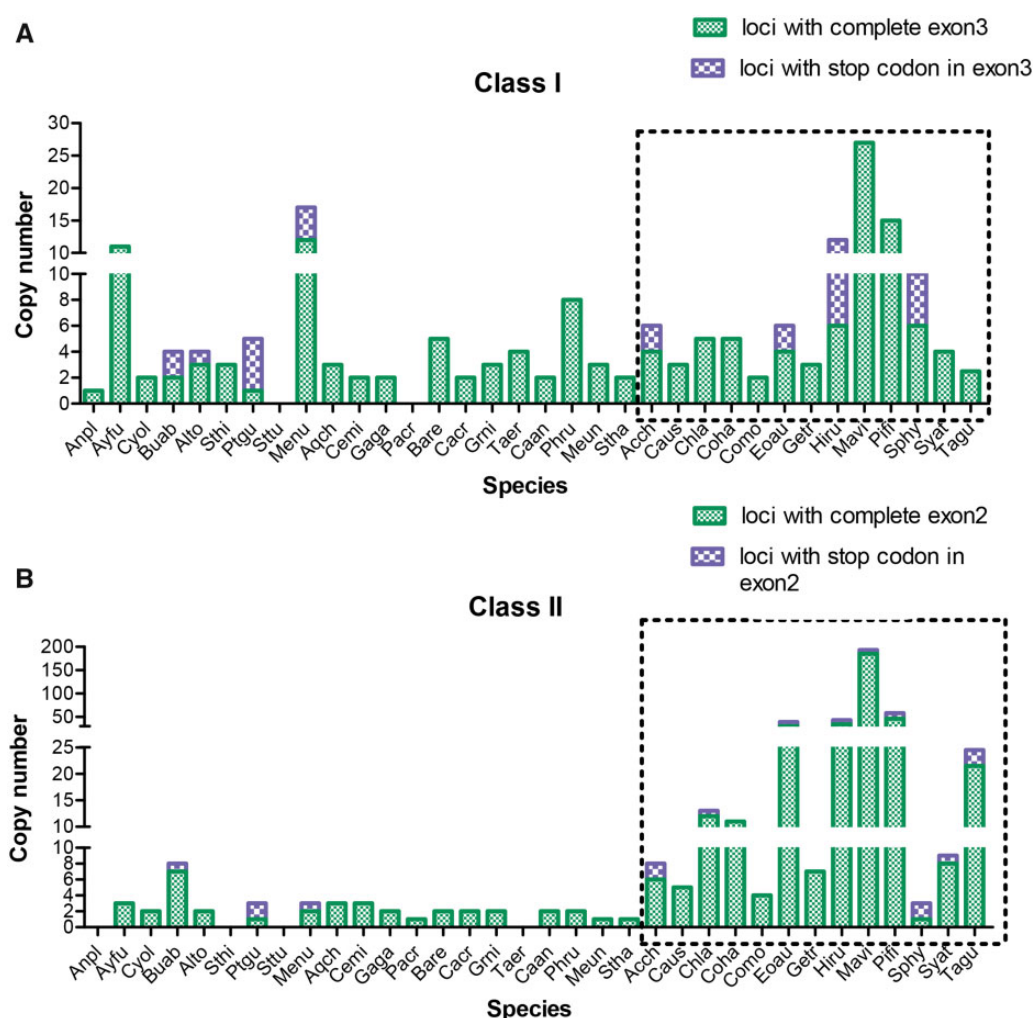 A
loci with complete exon3
loci with stop codon in exon3
Class I
Copy number
30
25
20
15
10
10
8
6
4
2
0
Anpl Ayfu Cyol Buab Alto Sthi Ptgu Sttu Menu Aqch Cemi Gaga Pacr Bare Cacr Grni Taer Caan Phru Meun Stha Acch Caus Chla Coha Como Eoau Getr Hiru Mavi Pifi Sphy Syat Tagu
Species
loci with complete exon2
loci with stop codon in
exon2
B
Class II
Copy number
200
150
100
50
25
20
15
10
10
8
6
4
2
0
Anpl Ayfu Cyol Buab Alto Sthi Ptgu Sttu Menu Aqch Cemi Gaga Pacr Bare Cacr Grni Taer Caan Phru Meun Stha Acch Caus Chla Coha Como Eoau Getr Hiru Mavi Pifi Sphy Syat Tagu
Species